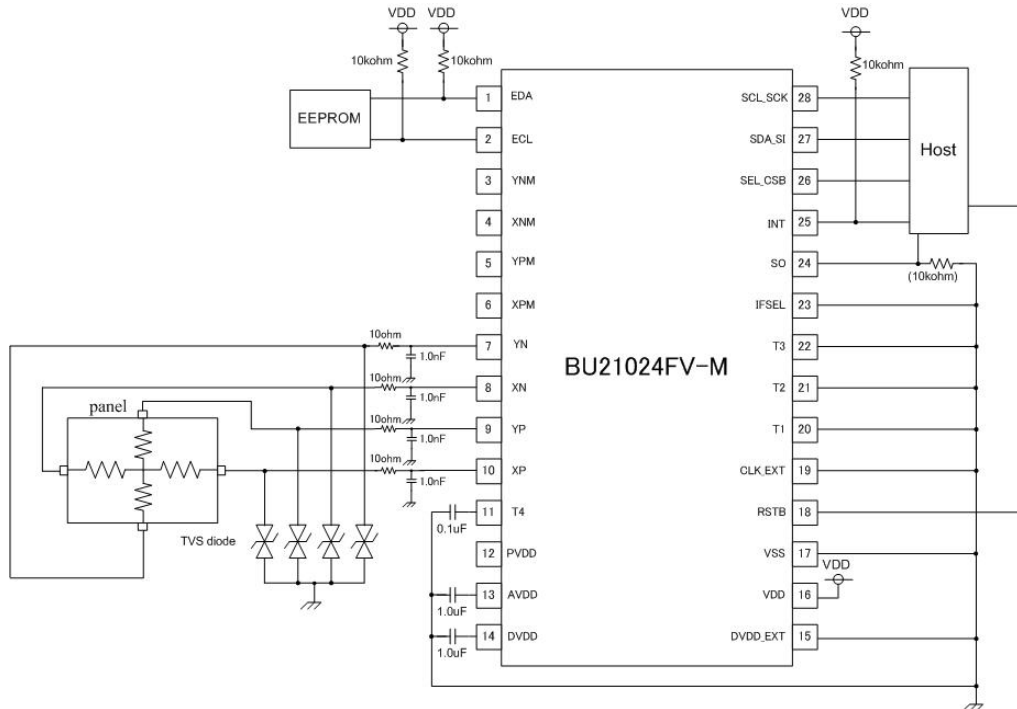 VDD
VDD
VDD
10kohm
10kohm
10kohm
EEPROM
Host
BU21024FV-M
1 EDA
2 ECL
3 YNM
4 XNM
5 YPM
6 XPM
7 YN
8 XN
9 YP
10 XP
11 T4
12 PVDD
13 AVDD
14 DVDD
SCL_SCK 28
SDA_SI 27
SEL_CSB 26
INT 25
SO 24
IFSEL 23
T3 22
T2 21
T1 20
CLK_EXT 19
RSTB 18
VSS 17
VDD 16
DVDD_EXT 15
(10kohm)
VDD
10ohm
1.0nF
10ohm
1.0nF
10ohm
1.0nF
10ohm
1.0nF
panel
TVS diode
0.1uF
1.0uF
1.0uF